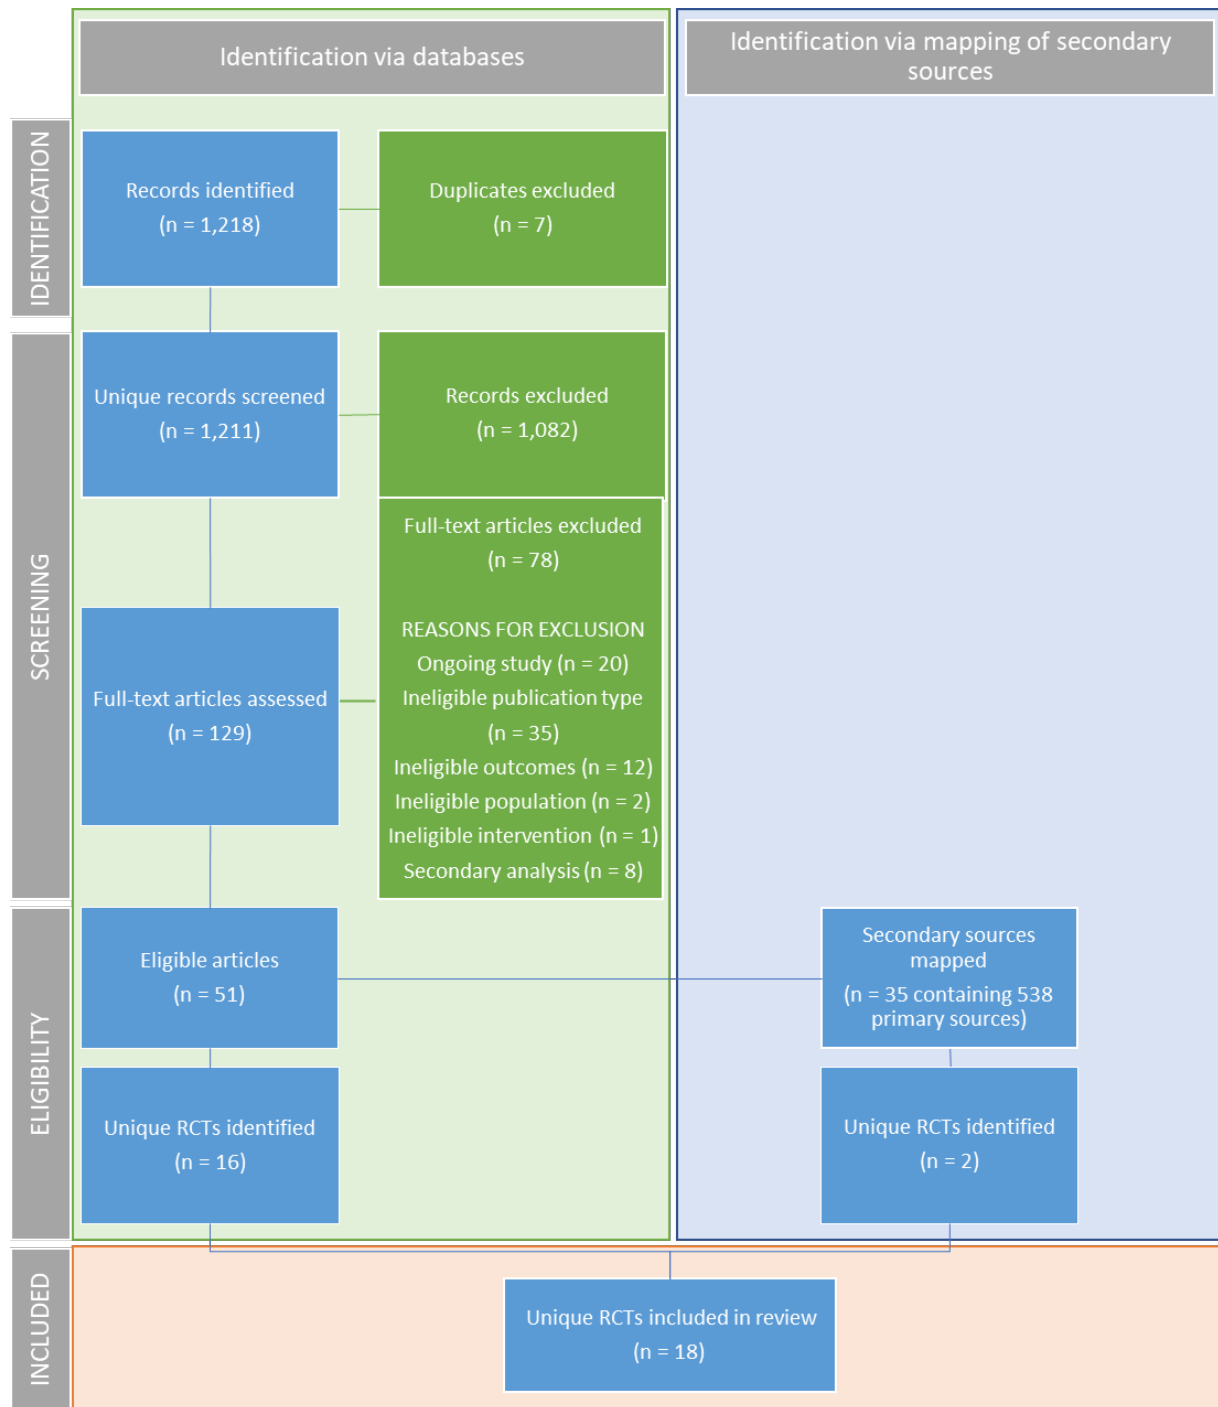 Identification via databases
Identification via mapping of secondary
sources
IDENTIFICATION
Records identified
(n = 1,218)
Duplicates excluded
(n = 7)
SCREENING
Unique records screened
(n = 1,211)
Records excluded
(n = 1,082)
Full-text articles assessed
(n = 129)
Full-text articles excluded
(n = 78)
REASONS FOR EXCLUSION
Ongoing study (n = 20)
Ineligible publication type
(n = 35)
Ineligible outcomes (n = 12)
Ineligible population (n = 2)
Ineligible intervention (n = 1)
Secondary analysis (n = 8)
ELIGIBILITY
Eligible articles
(n = 51)
Secondary sources
mapped
(n = 35 containing 538
primary sources)
Unique RCTs identified
(n = 16)
Unique RCTs identified
(n = 2)
INCLUDED
Unique RCTs included in review
(n = 18)